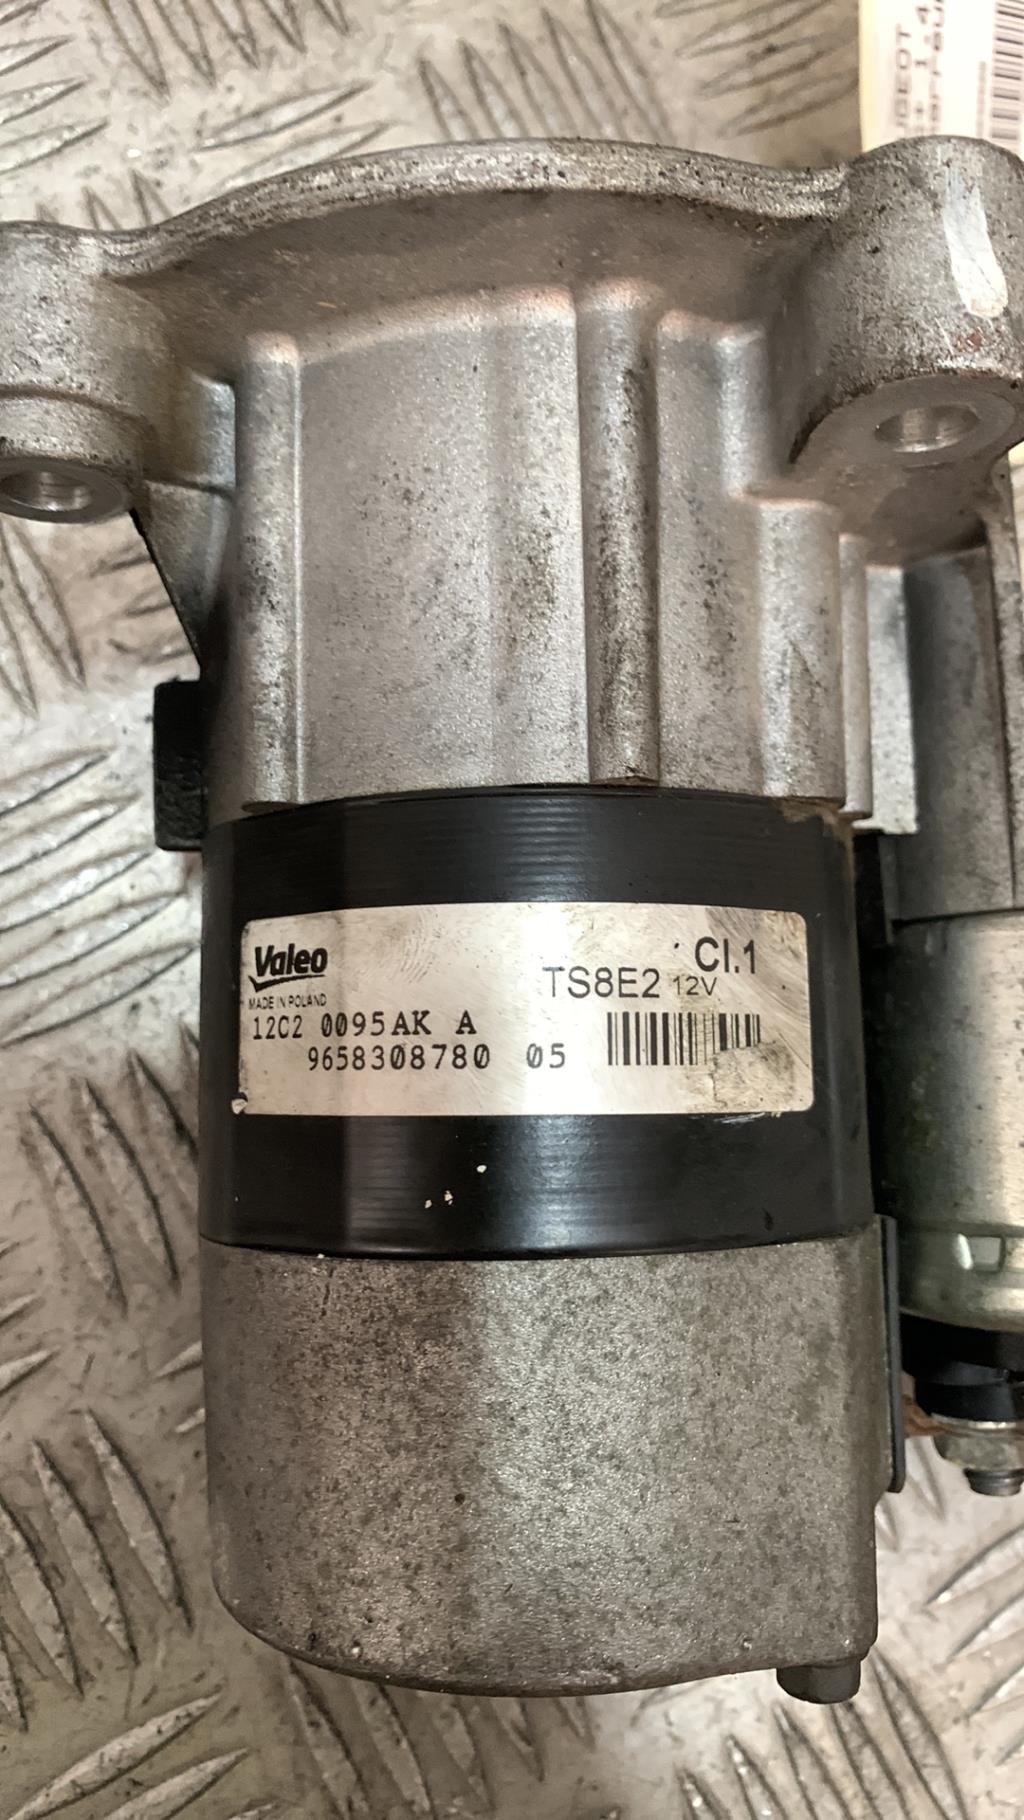 Valeo
MADE IN POLAND
Cl.1
TS8E2 12V
12C2 0095AK A
9658308780 05